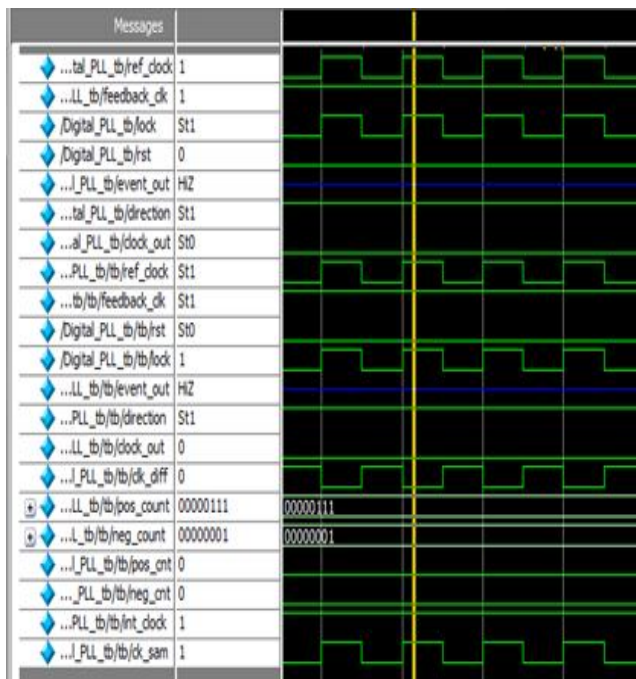 Messages
...tal_PLL_tb/ref_clock 1
...LL_tb/feedback_clk 1
/Digital_PLL_tb/lock St1
/Digital_PLL_tb/rst 0
...l_PLL_tb/event_out HiZ
...tal_PLL_tb/direction St1
...al_PLL_tb/clock_out St0
...PLL_tb/tb/ref_clock St1
...tb/tb/feedback_clk St1
/Digital_PLL_tb/tb/rst St0
/Digital_PLL_tb/tb/lock 1
...LL_tb/tb/event_out HiZ
...PLL_tb/tb/direction St1
...LL_tb/tb/clock_out 0
...l_PLL_tb/tb/clk_diff 0
...LL_tb/tb/pos_count 00000111 00000111
...L_tb/tb/neg_count 00000001 00000001
...l_PLL_tb/tb/pos_cnt 0
..._PLL_tb/tb/neg_cnt 0
...PLL_tb/tb/int_clock 1
...l_PLL_tb/tb/ck_sam 1